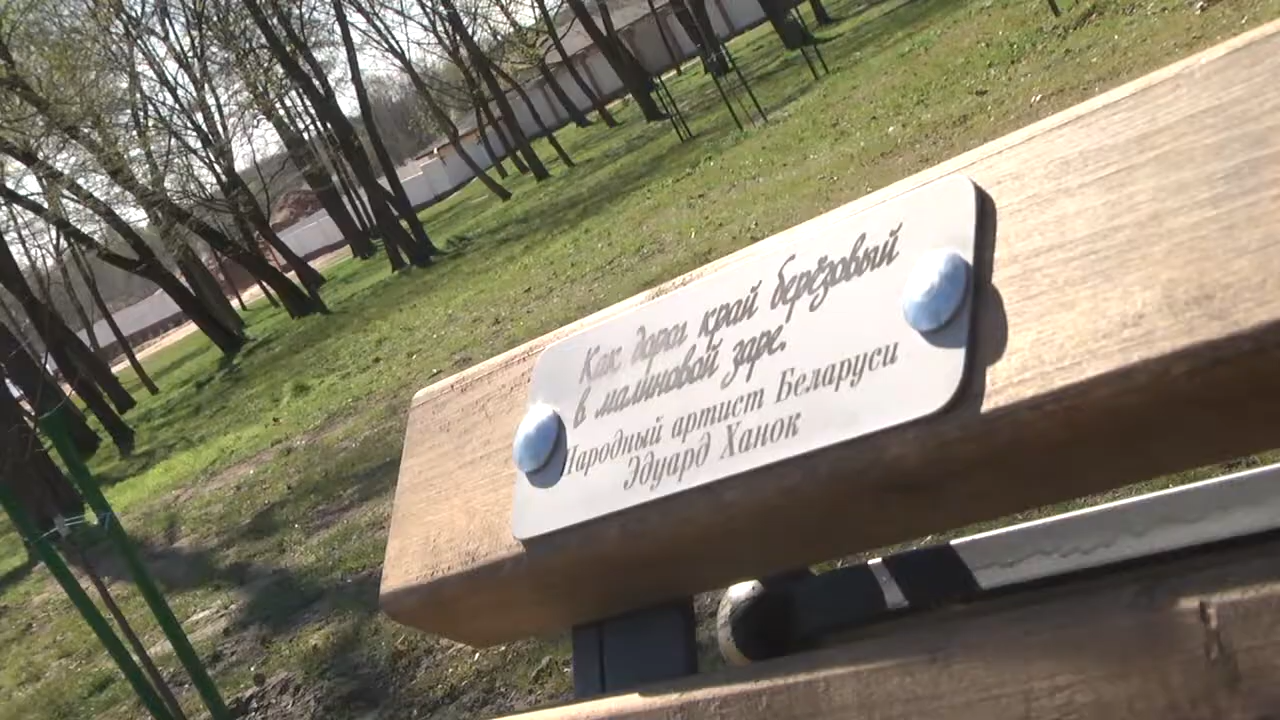 Как дорог край берёзовый
в малиновой заре.
Народный артист Беларуси
Эдуард Ханок